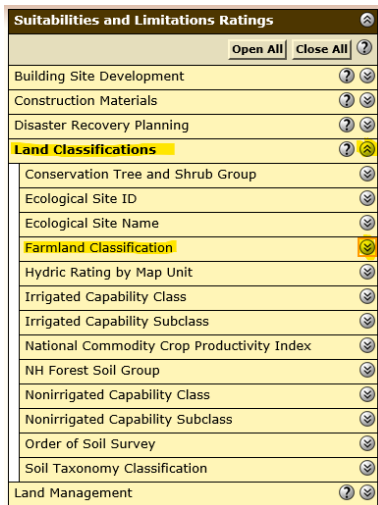 Suitabilities and Limitations Ratings
Open All Close All ?
Building Site Development ?
Construction Materials ?
Disaster Recovery Planning ?
Land Classifications ?
Conservation Tree and Shrub Group
Ecological Site ID
Ecological Site Name
Farmland Classification
Hydric Rating by Map Unit
Irrigated Capability Class
Irrigated Capability Subclass
National Commodity Crop Productivity Index
NH Forest Soil Group
Nonirrigated Capability Class
Nonirrigated Capability Subclass
Order of Soil Survey
Soil Taxonomy Classification
Land Management ?